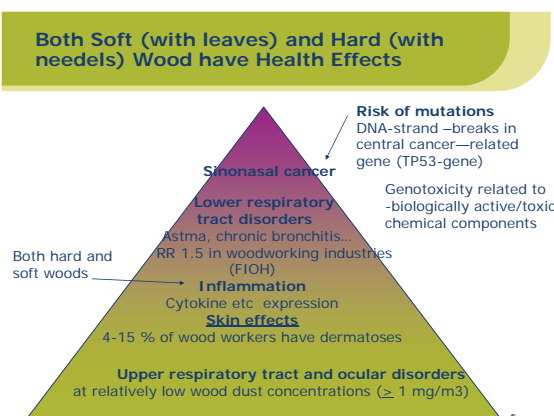 Both Soft (with leaves) and Hard (with
needels) Wood have Health Effects
Risk of mutations
DNA-strand –breaks in
central cancer—related
gene (TP53-gene)
Sinonasal cancer
Genotoxicity related to
-biologically active/toxic
chemical components
Lower respiratory
tract disorders
Astma, chronic bronchitis...
RR 1.5 in woodworking industries
(FIOH)
Both hard and
soft woods
Inflammation
Cytokine etc expression
Skin effects
4-15 % of wood workers have dermatoses
Upper respiratory tract and ocular disorders
at relatively low wood dust concentrations (≥ 1 mg/m3)